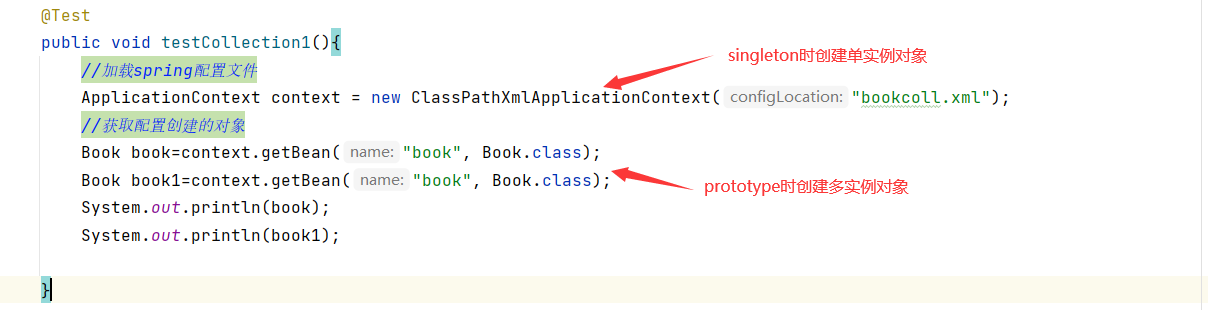 @Test
public void testCollection1(){
//加载spring配置文件
singleton时创建单实例对象
ApplicationContext context = new ClassPathXmlApplicationContext( configLocation: "bookcoll.xml");
//获取配置创建的对象
Book book=context.getBean( name: "book", Book.class);
Book book1=context.getBean( name: "book", Book.class);
prototype时创建多实例对象
System.out.println(book);
System.out.println(book1);
}